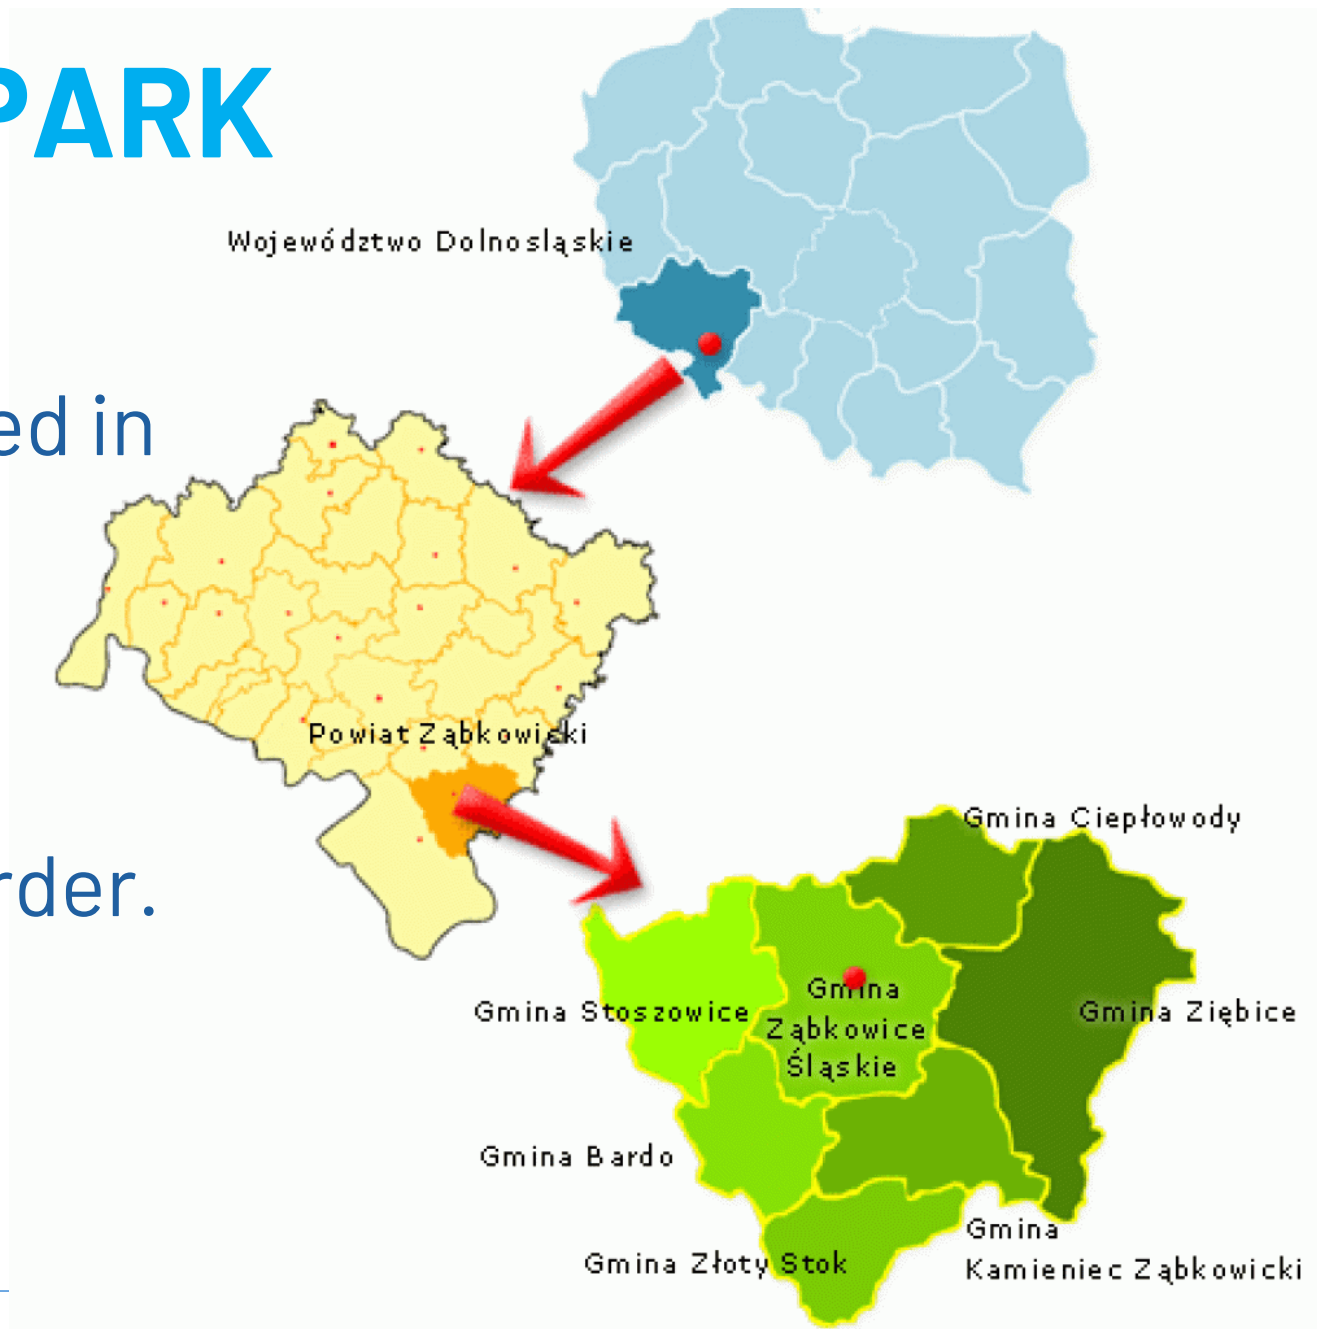 PARK
Województwo Dolnośląskie
ed in
Powiat Ząbkowicki
Gmina Ciepłowody
rder.
Gmina
Ząbkowice
Śląskie
Gmina Stoszowice
Gmina Ziębice
Gmina Bardo
Gmina
Kamieniec Ząbkowicki
Gmina Złoty Stok